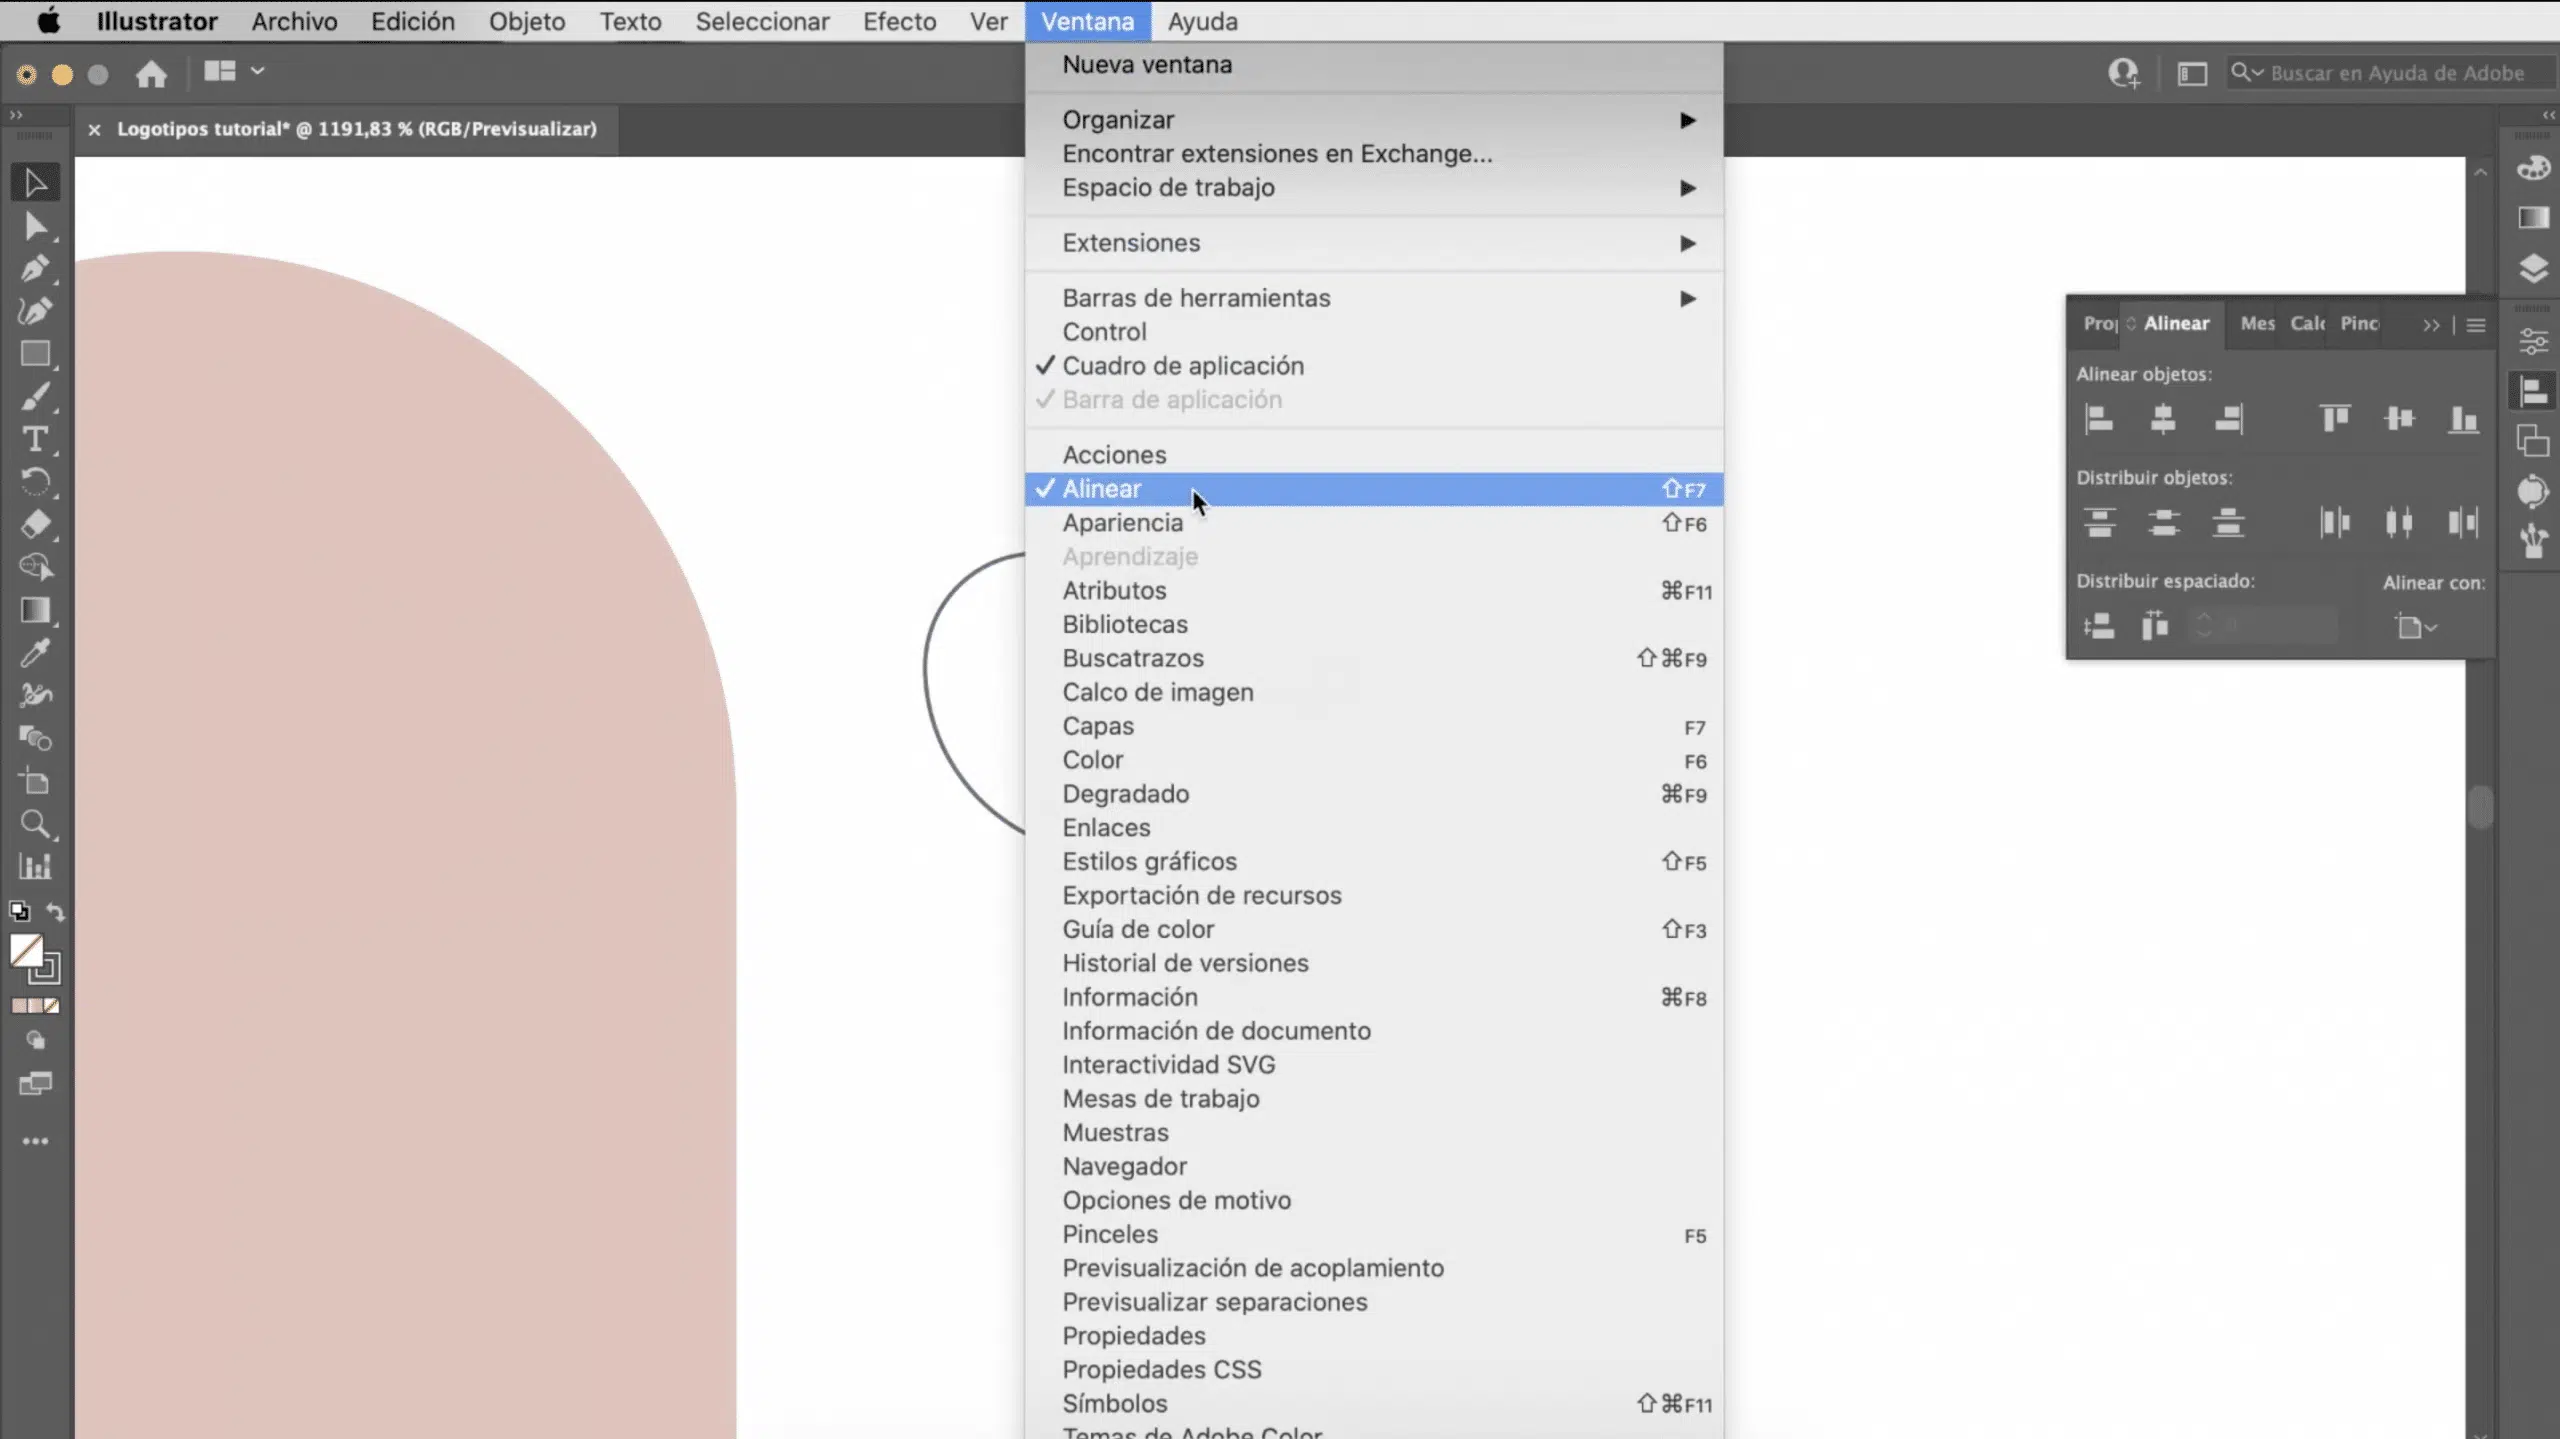 Illustrator Archivo Edición Objeto Texto Seleccionar Efecto Ver Ventana Ayuda
Buscar en Ayuda de Adobe
Logotipos tutorial* @ 1191,83 % (RGB/Previsualizar)
Nueva ventana
Organizar
Encontrar extensiones en Exchange...
Espacio de trabajo
Extensiones
Barras de herramientas
Control
Cuadro de aplicación
Barra de aplicación
Acciones
Alinear ⇧F7
Apariencia ⇧F6
Aprendizaje
Atributos ⌘F11
Bibliotecas
Buscatrazos ⇧⌘F9
Calco de imagen
Capas F7
Color F6
Degradado ⌘F9
Enlaces
Estilos gráficos ⇧F5
Exportación de recursos
Guía de color ⇧F3
Historial de versiones
Información ⌘F8
Información de documento
Interactividad SVG
Mesas de trabajo
Muestras
Navegador
Opciones de motivo
Pinceles F5
Previsualización de acoplamiento
Previsualizar separaciones
Propiedades
Propiedades CSS
Símbolos ⇧⌘F11
Temas de Adobe Color
Alinear Mes Pinc
Alinear objetos:
Distribuir objetos:
Distribuir espaciado: Alinear con: